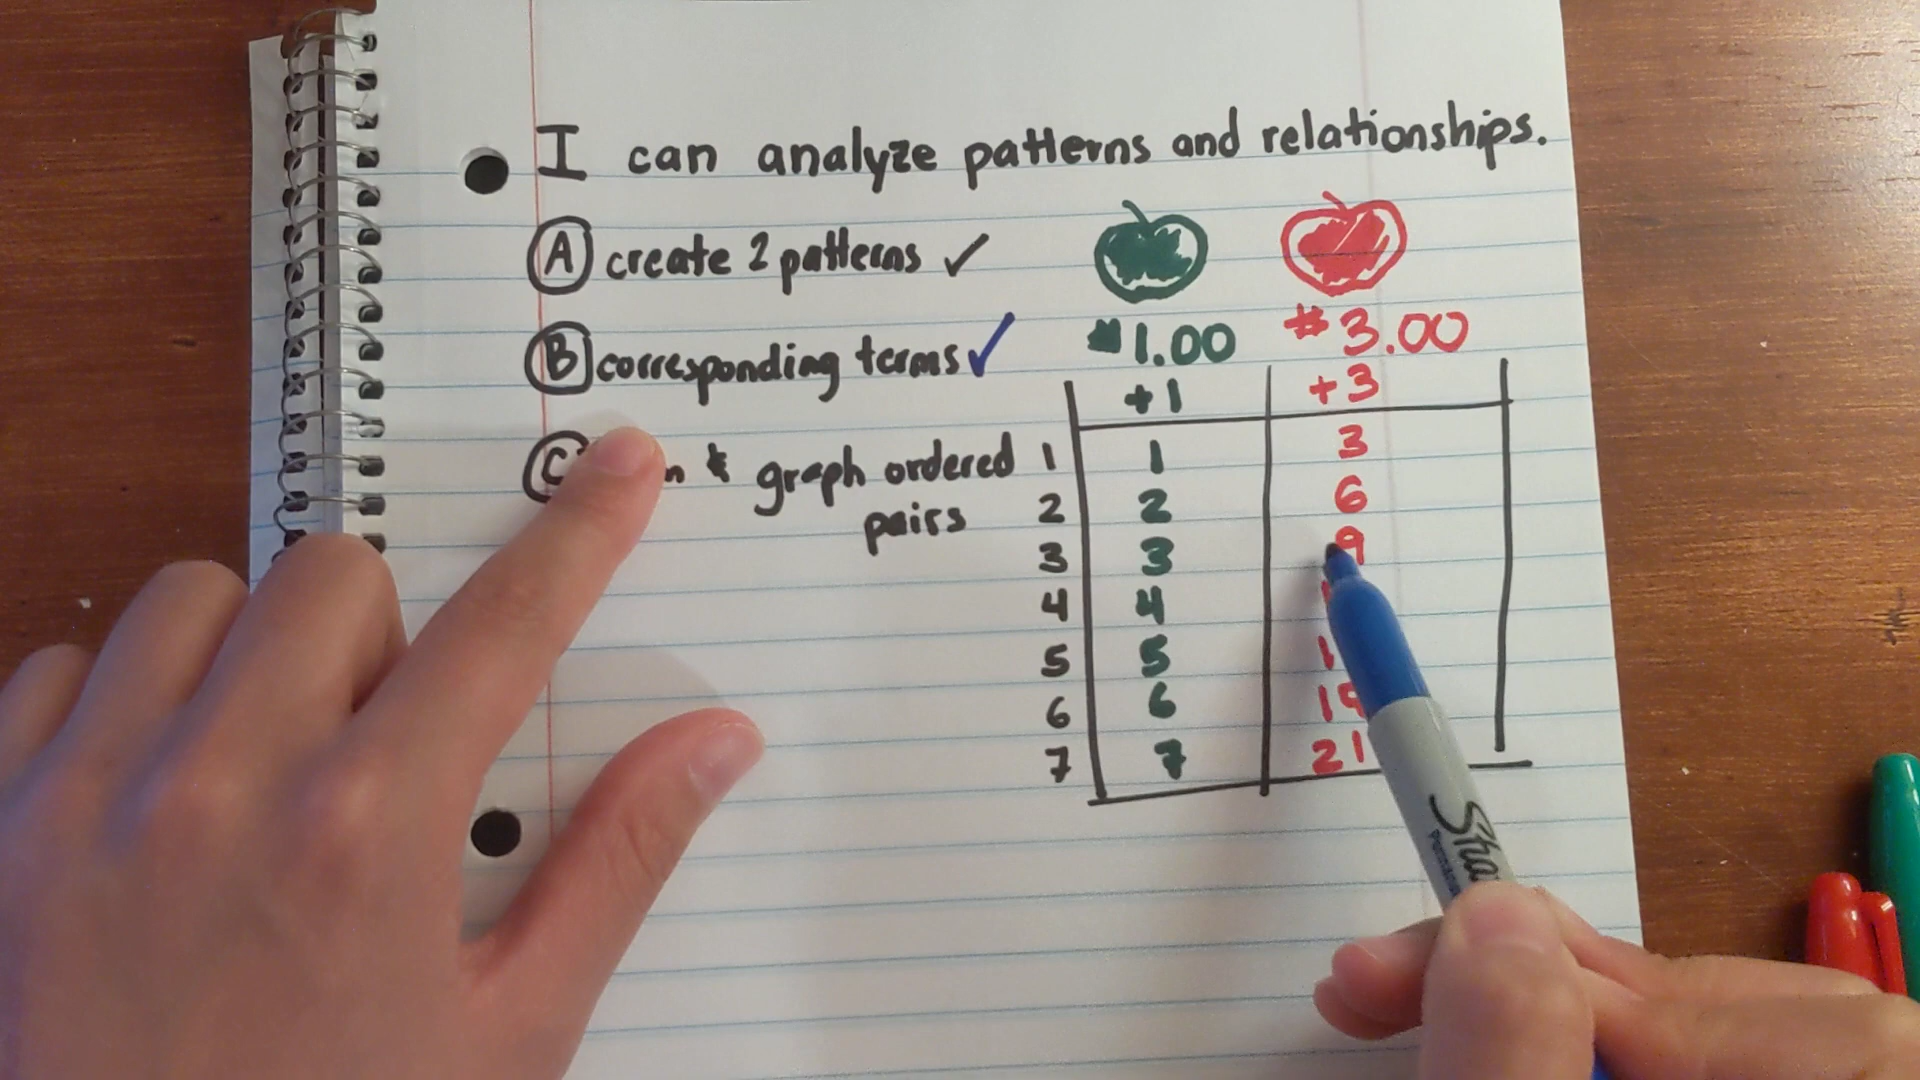 I can analyze patterns and relationships.
A create 2 patterns ✓
B corresponding terms ✓
C & graph ordered
pairs
$1.00 $3.00
+1 +3
1 1 3
2 2 6
3 3 9
4 4
5 5
6 6
7 7 21
Sha